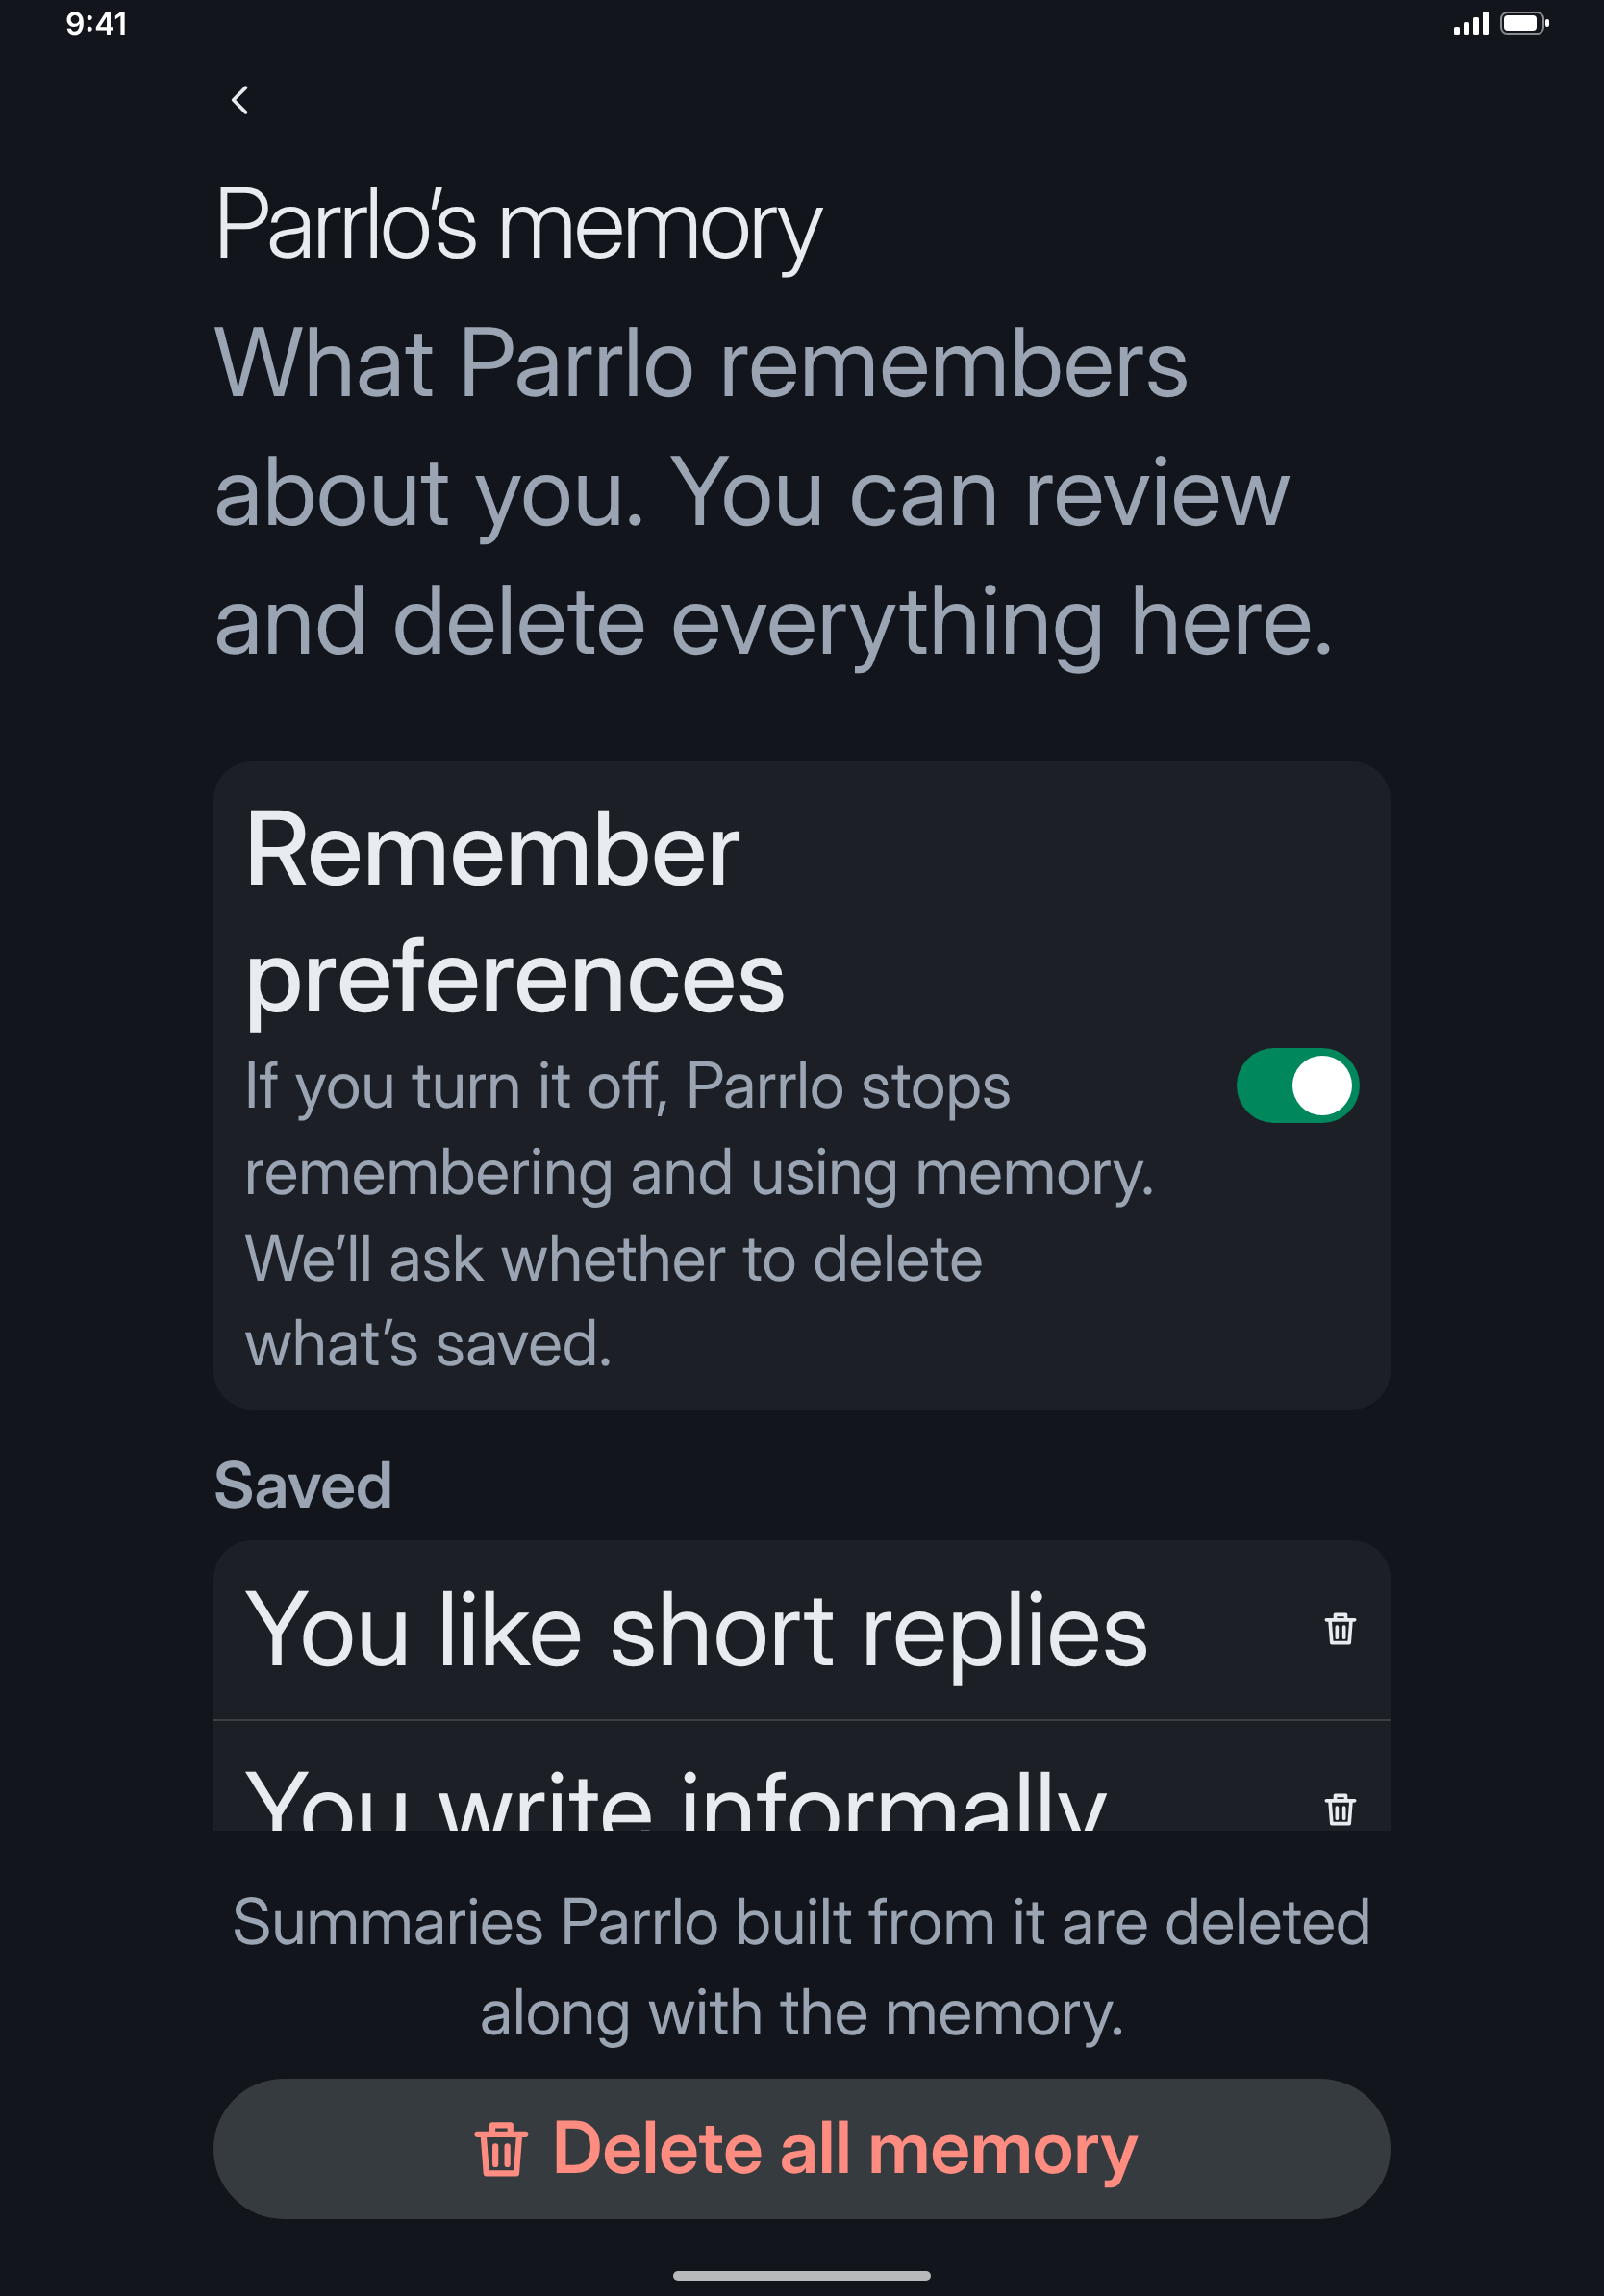 9:41
Parrlo’s memory
What Parrlo remembers
about you. You can review
and delete everything here.
Remember
preferences
If you turn it off, Parrlo stops
remembering and using memory.
We’ll ask whether to delete
what’s saved.
Saved
You like short replies
You write informally
Summaries Parrlo built from it are deleted
along with the memory.
Delete all memory